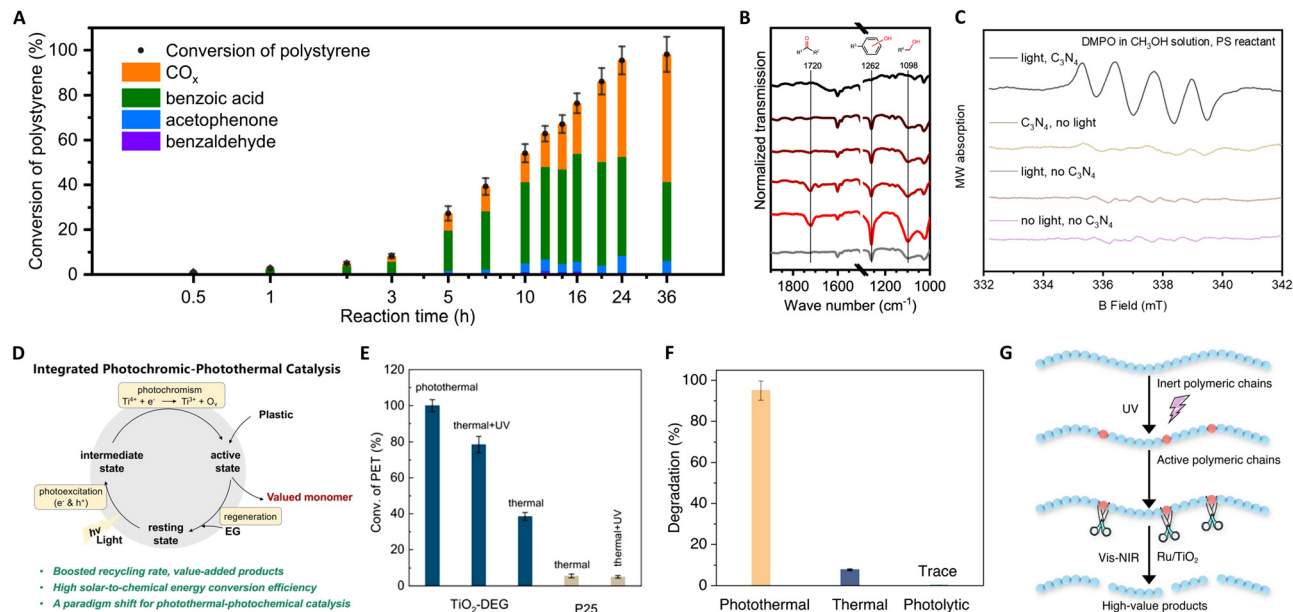 A
Conversion of polystyrene (%)
100
80
60
40
20
0
Conversion of polystyrene
COx
benzoic acid
acetophenone
benzaldehyde
0.5 1 3 5 10 16 24 36
Reaction time (h)
B
Normalized transmission
O
R¹ R²
R³ OH
R⁴ OH
1720 1262 1098
1800 1600 1200 1000
Wave number (cm⁻¹)
C
MW absorption
DMPO in CH₃OH solution, PS reactant
light, C₃N₄
C₃N₄, no light
light, no C₃N₄
no light, no C₃N₄
332 334 336 338 340 342
B Field (mT)
D
Integrated Photochromic-Photothermal Catalysis
photochromism
Ti⁴⁺ + e⁻ → Ti³⁺ + Oᵥ
Plastic
intermediate
state
active
state
photoexcitation
(e⁻ & h⁺)
Valued monomer
regeneration
EG
hv
Light
resting
state
• Boosted recycling rate, value-added products
• High solar-to-chemical energy conversion efficiency
• A paradigm shift for photothermal-photochemical catalysis
E
Conv. of PET (%)
120
100
80
60
40
20
0
photothermal
thermal+UV
thermal
thermal
thermal+UV
TiO₂-DEG P25
F
Degradation (%)
100
80
60
40
20
0
Trace
Photothermal Thermal Photolytic
G
Inert polymeric chains
UV
Active polymeric chains
Vis-NIR Ru/TiO₂
High-value products